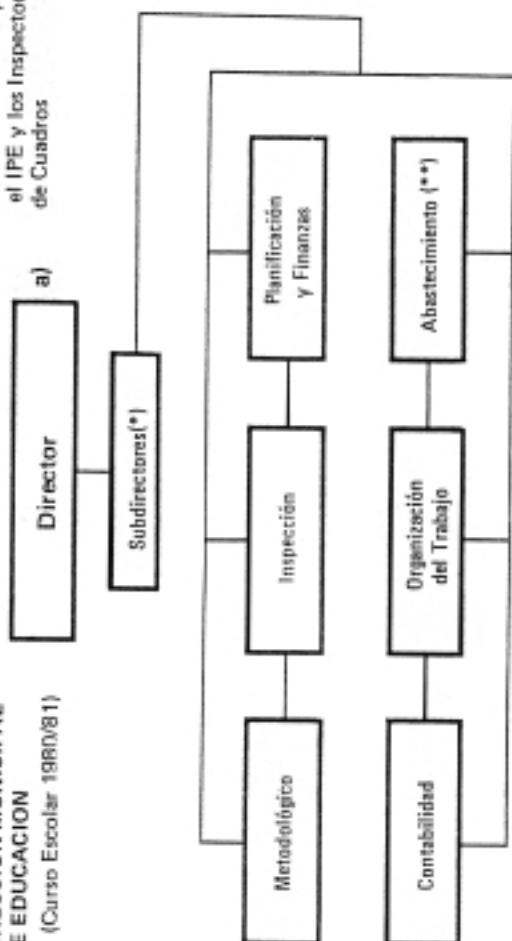 E EDUCACION
(Curso Escolar 1980/81)
a)
el IPE y los Inspector
de Cuadros
Director
Subdirectores(*)
Metodológico
Inspección
Planificación
y Finanzas
Contabilidad
Organización
del Trabajo
Abastecimiento (**)